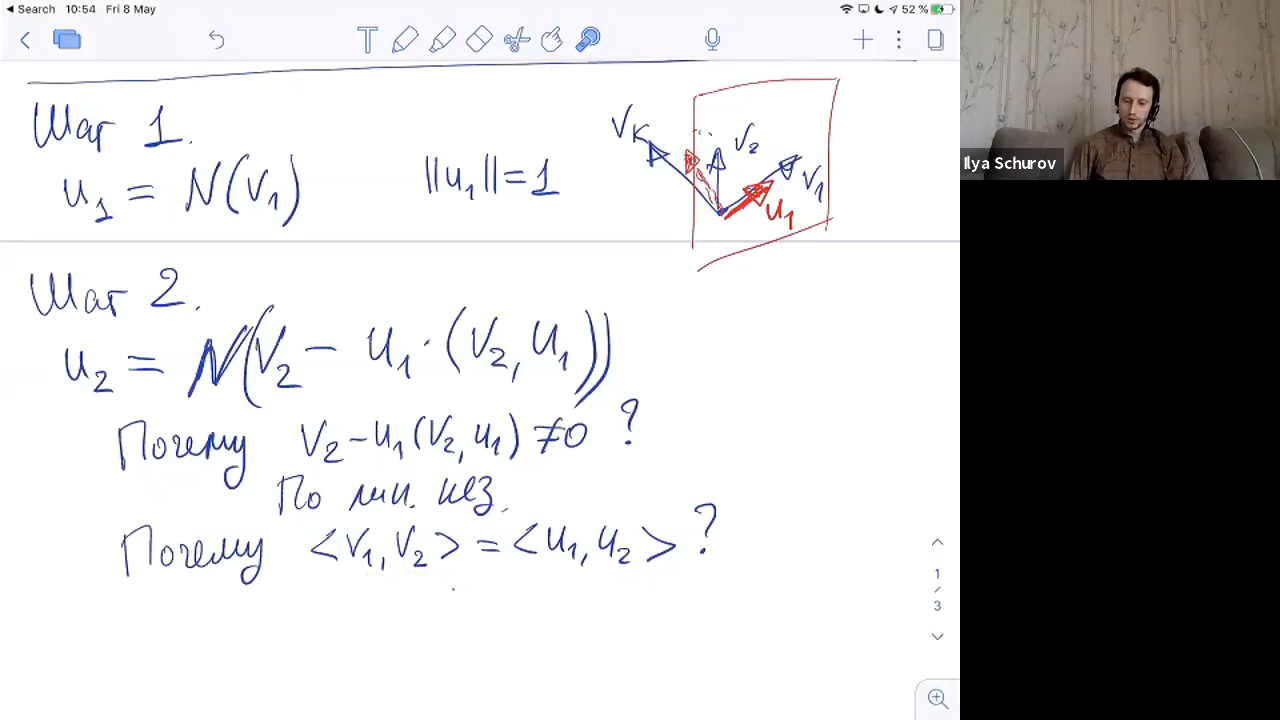 Search 10:54 Fri 8 May 52 %
Шаг 1.
u₁ = N(v₁) ||u₁|| = 1
vₖ v₂ v₁ u₁
Шаг 2.
u₂ = N(v₂ − u₁·(v₂, u₁))
Почему v₂ − u₁(v₂, u₁) ≠ 0 ?
По лин. нез.
Почему <v₁, v₂> = <u₁, u₂> ?
1
/
3
Ilya Schurov